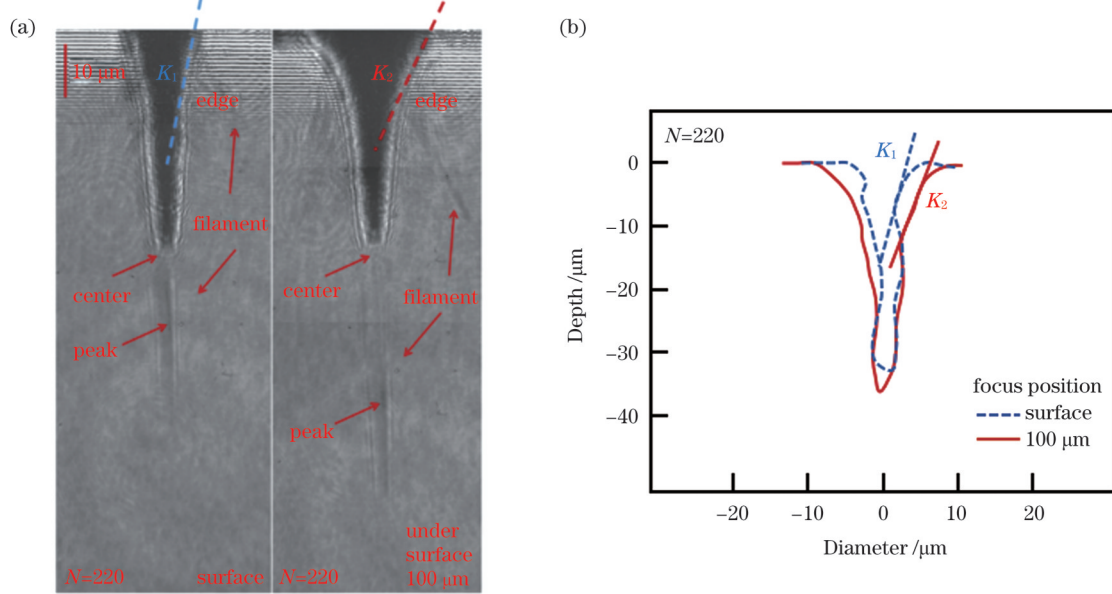 (a)
10 μm
K1
edge
filament
center
peak
N=220
surface
K2
edge
filament
center
peak
under
surface
100 μm
N=220
(b)
N=220
K1
K2
0
−10
−20
−30
−40
Depth /μm
focus position
surface
100 μm
−20
−10
0
10
20
Diameter /μm